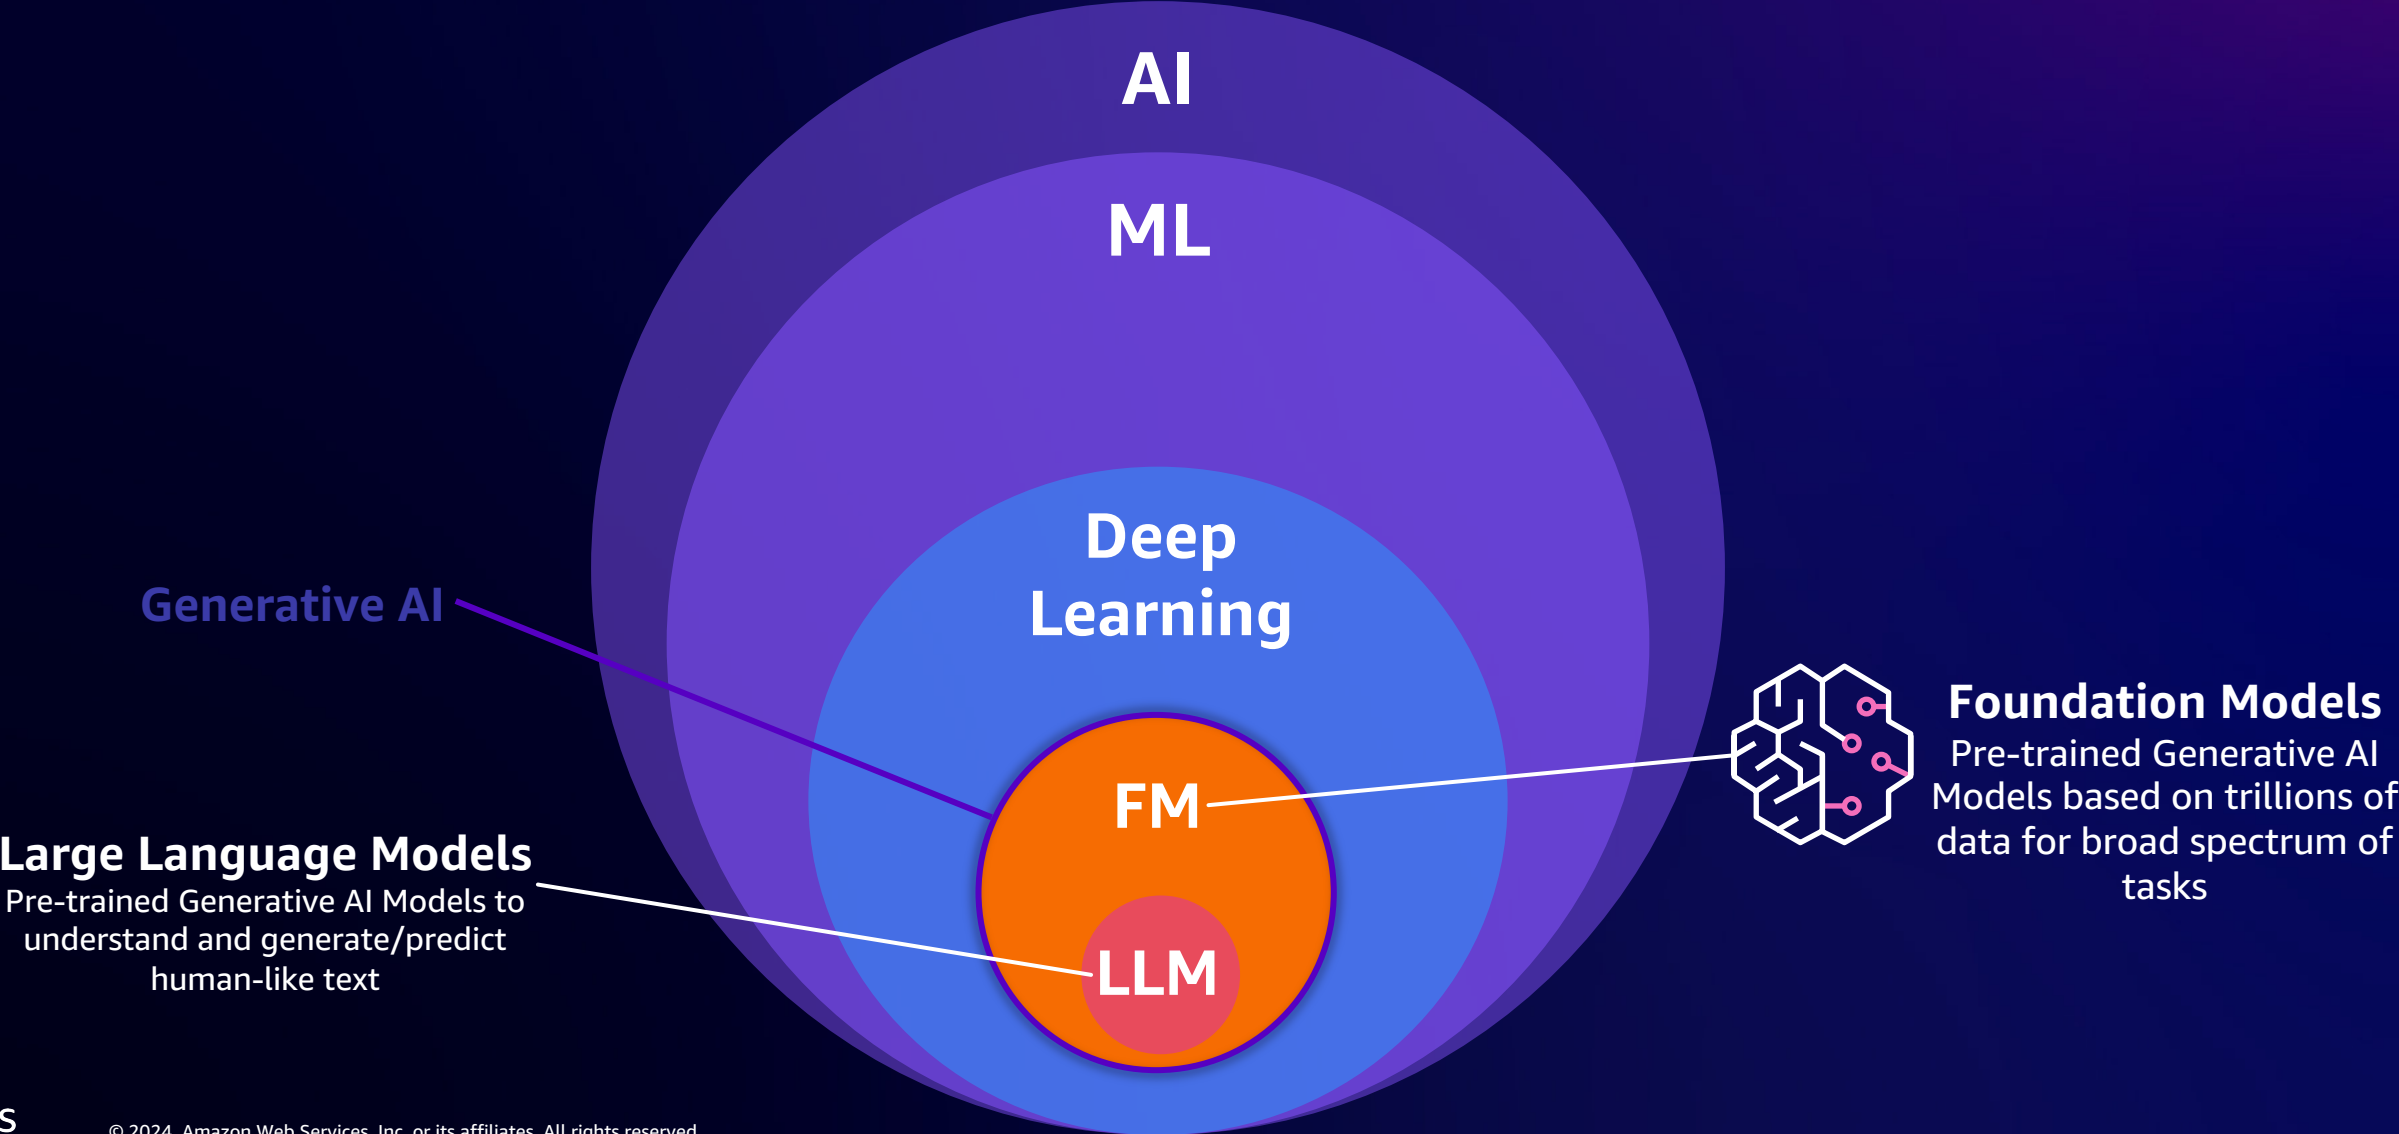 AI
ML
Deep
Learning
Generative AI
FM
Foundation Models
Pre-trained Generative AI
Models based on trillions of
data for broad spectrum of
tasks
Large Language Models
Pre-trained Generative AI Models to
understand and generate/predict
human-like text
LLM
s
© 2024, Amazon Web Services, Inc. or its affiliates. All rights reserved.